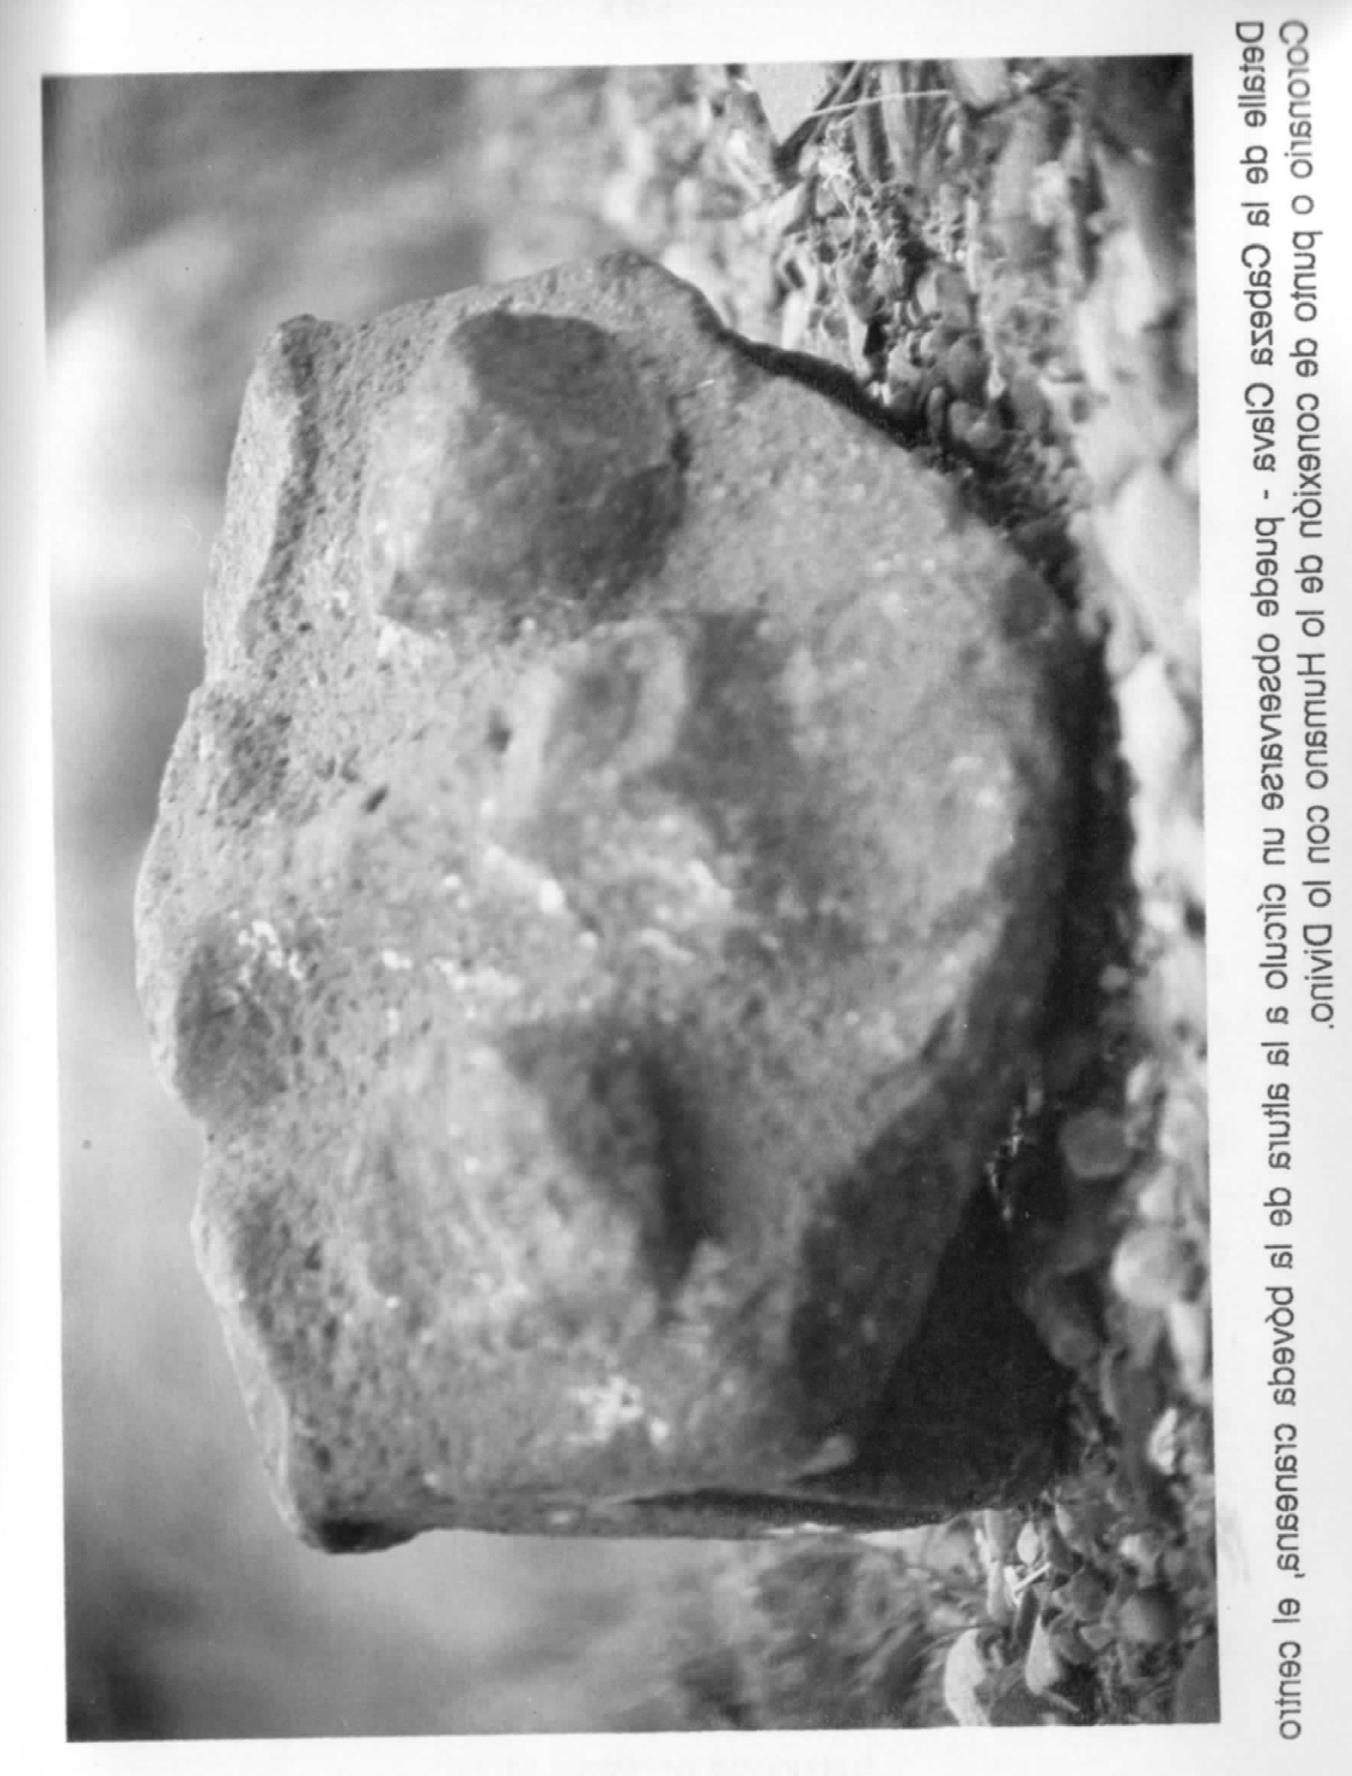 Detalle de la Cabeza Clava - puede observarse un círculo a la altura de la bóveda craneana, el centro
Coronario o punto de conexión de lo Humano con lo Divino.